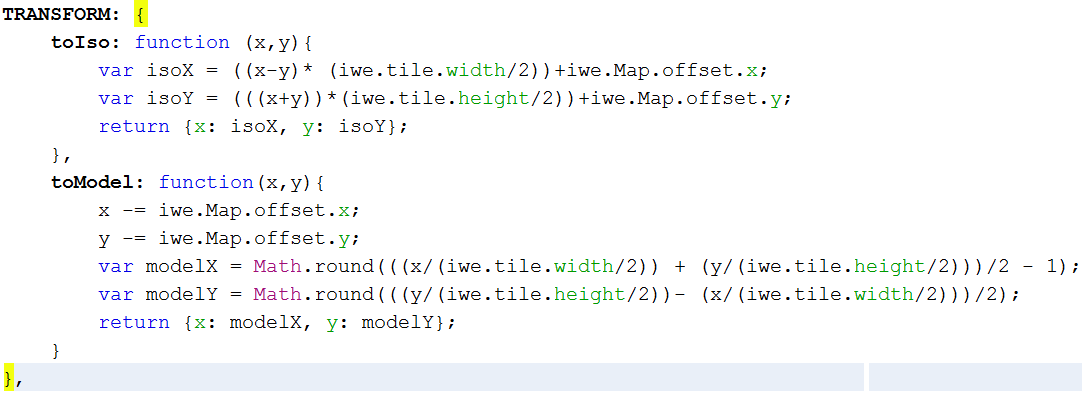 TRANSFORM: {
    toIso: function (x,y){
        var isoX = ((x-y)* (iwe.tile.width/2))+iwe.Map.offset.x;
        var isoY = (((x+y))*(iwe.tile.height/2))+iwe.Map.offset.y;
        return {x: isoX, y: isoY};
    },
    toModel: function(x,y){
        x -= iwe.Map.offset.x;
        y -= iwe.Map.offset.y;
        var modelX = Math.round(((x/(iwe.tile.width/2)) + (y/(iwe.tile.height/2)))/2 - 1);
        var modelY = Math.round(((y/(iwe.tile.height/2))- (x/(iwe.tile.width/2)))/2);
        return {x: modelX, y: modelY};
    }
},